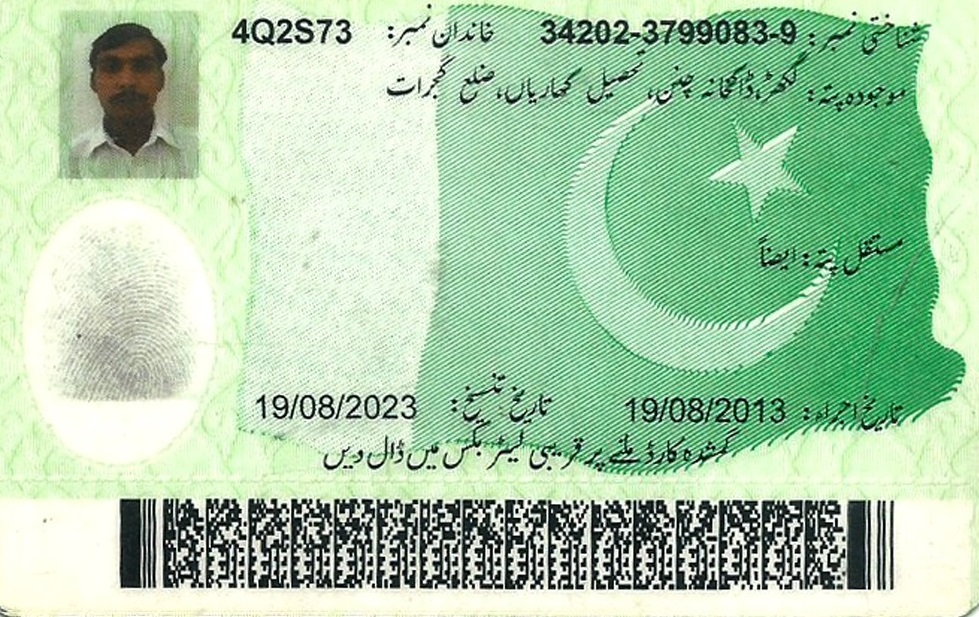 شناختی نمبر: 34202-3799083-9 خاندان نمبر: 4Q2S73
موجودہ پتہ: گھڑ، ڈاکخانہ چنن، تحصیل کھاریاں، ضلع گجرات
مستقل پتہ: ایضاً
تاریخ اجراء: 19/08/2013 تاریخ تنسیخ: 19/08/2023
گمشدہ کارڈ ملنے پر قریبی لیٹر بکس میں ڈال دیں